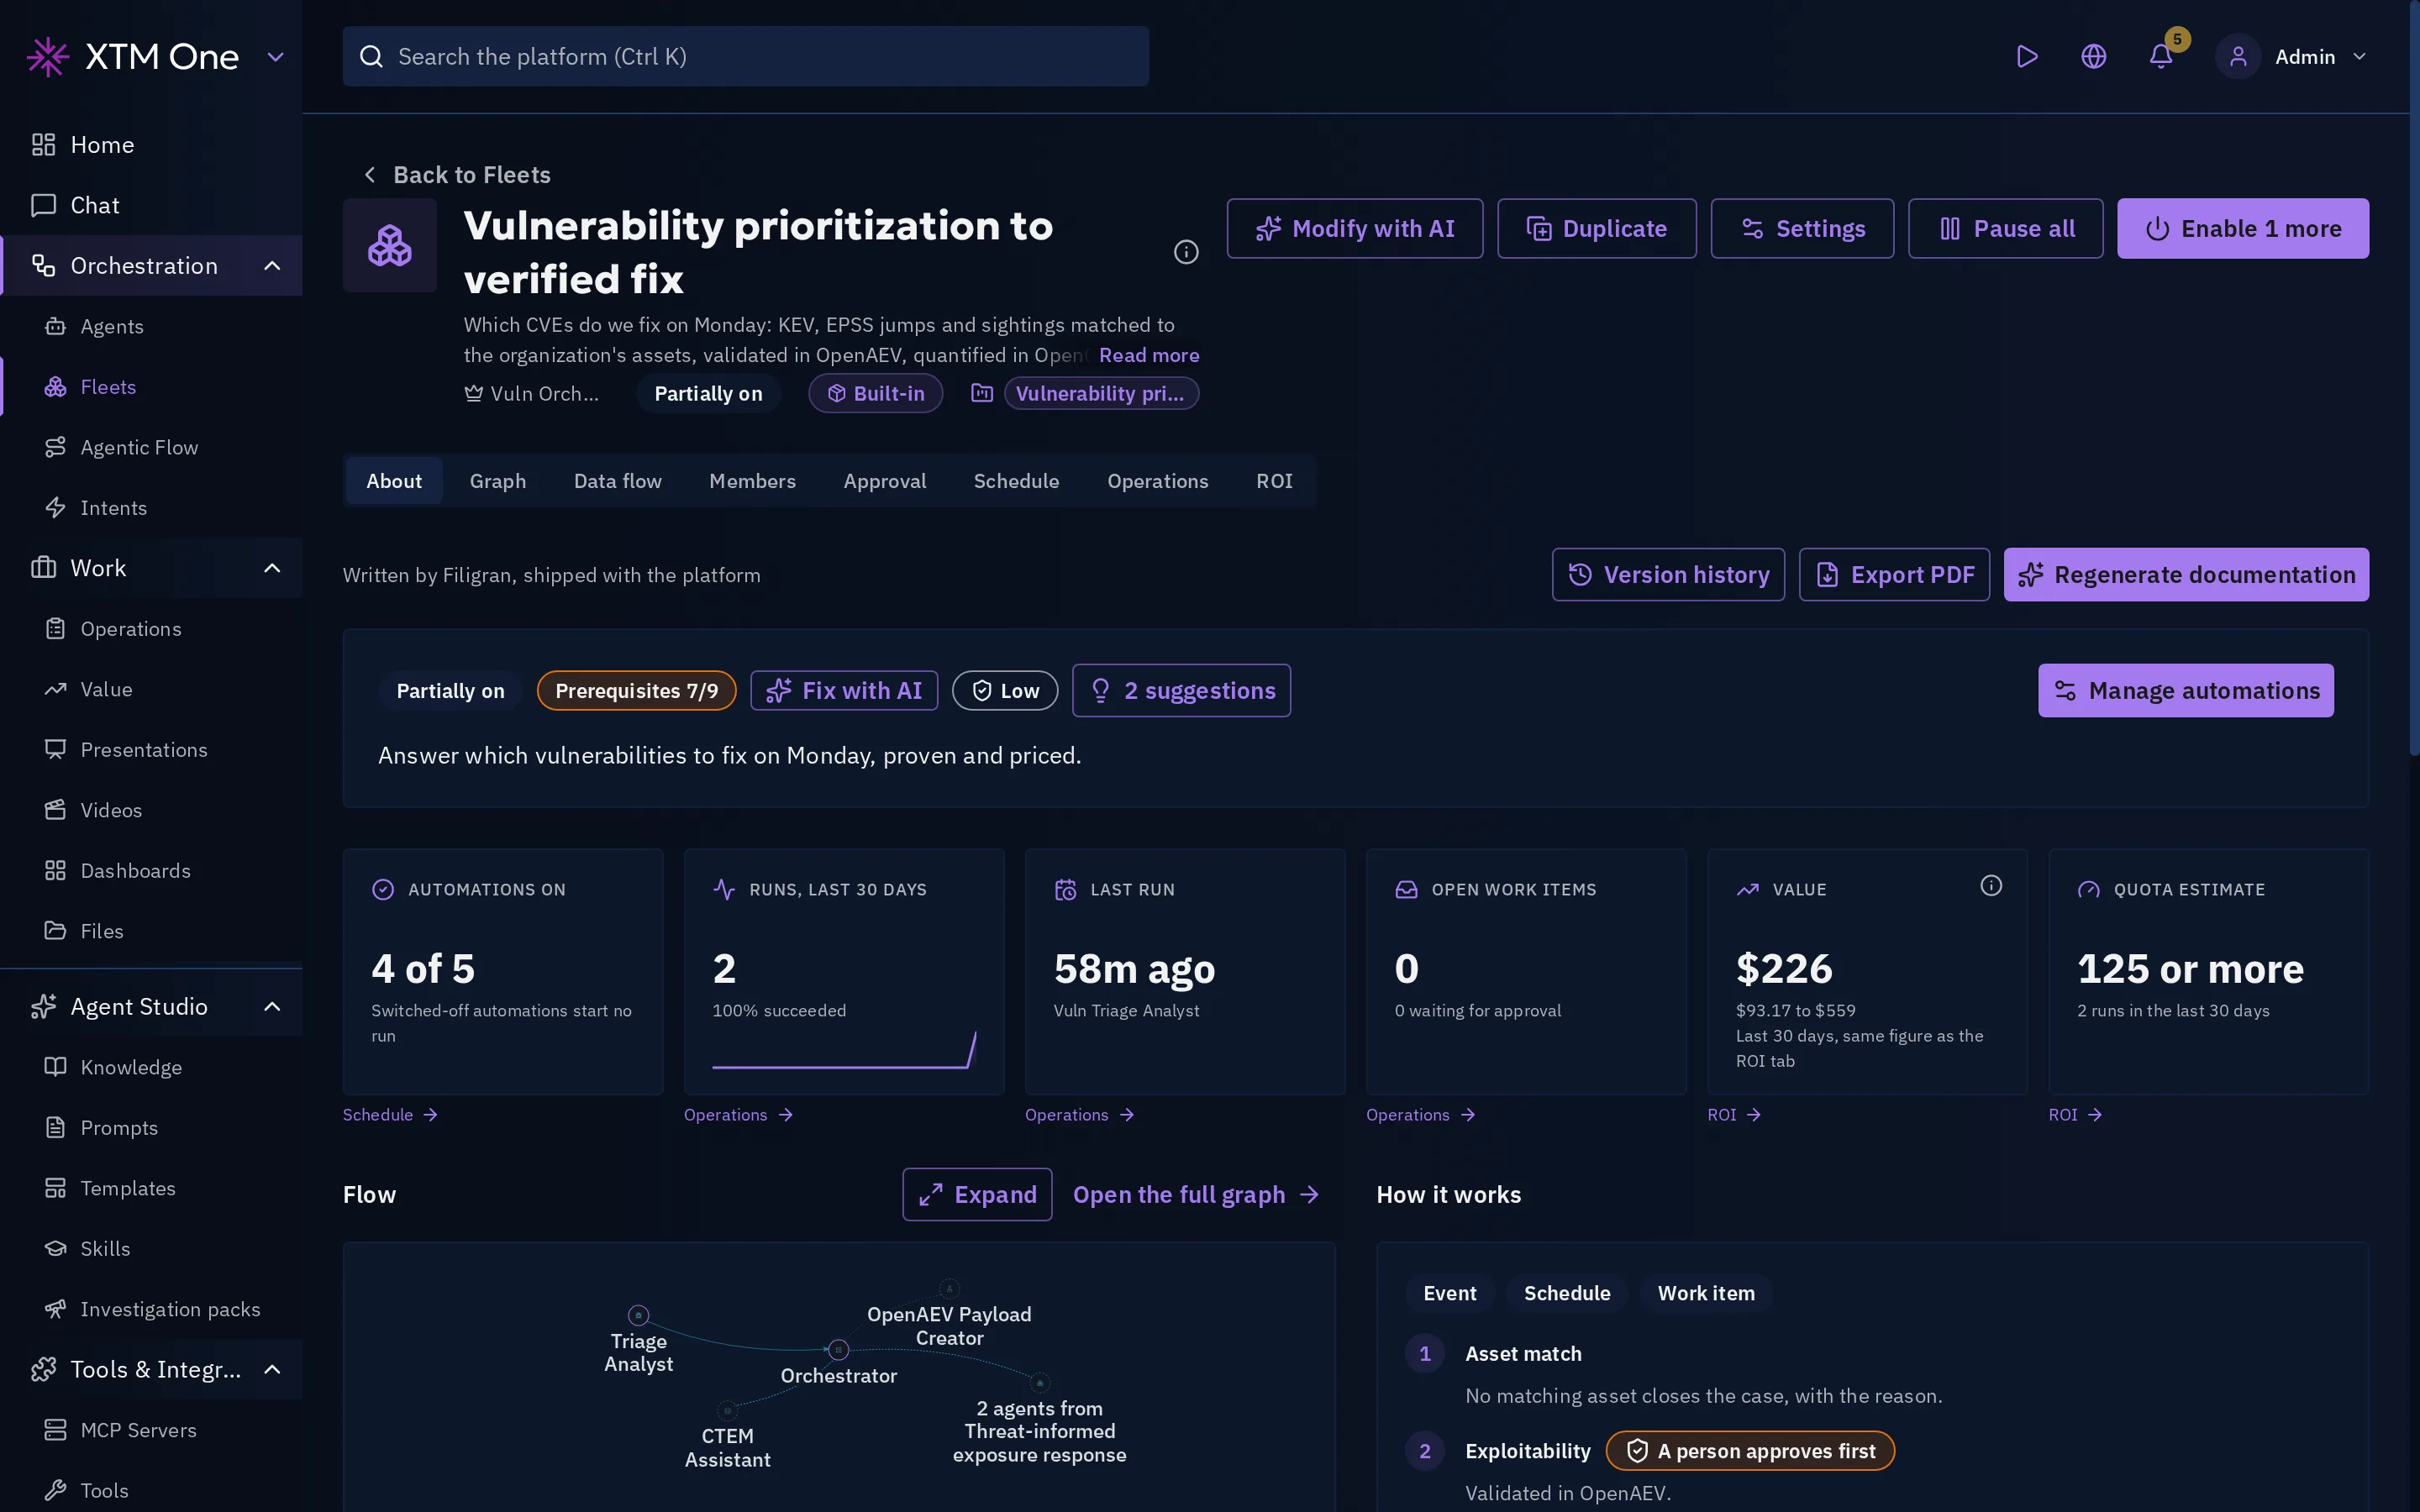 XTM One
Search the platform (Ctrl K)
5
Admin
Home
Chat
Orchestration
Agents
Fleets
Agentic Flow
Intents
Work
Operations
Value
Presentations
Videos
Dashboards
Files
Agent Studio
Knowledge
Prompts
Templates
Skills
Investigation packs
Tools & Integr...
MCP Servers
Tools
Back to Fleets
Vulnerability prioritization to
verified fix
Modify with AI
Duplicate
Settings
Pause all
Enable 1 more
Which CVEs do we fix on Monday: KEV, EPSS jumps and sightings matched to
the organization's assets, validated in OpenAEV, quantified in Open Read more
Vuln Orch...
Partially on
Built-in
Vulnerability pri...
About
Graph
Data flow
Members
Approval
Schedule
Operations
ROI
Written by Filigran, shipped with the platform
Version history
Export PDF
Regenerate documentation
Partially on
Prerequisites 7/9
Fix with AI
Low
2 suggestions
Manage automations
Answer which vulnerabilities to fix on Monday, proven and priced.
AUTOMATIONS ON
4 of 5
Switched-off automations start no
run
Schedule
RUNS, LAST 30 DAYS
2
100% succeeded
Operations
LAST RUN
58m ago
Vuln Triage Analyst
Operations
OPEN WORK ITEMS
0
0 waiting for approval
Operations
VALUE
$226
$93.17 to $559
Last 30 days, same figure as the
ROI tab
ROI
QUOTA ESTIMATE
125 or more
2 runs in the last 30 days
ROI
Flow
Expand
Open the full graph
Triage
Analyst
OpenAEV Payload
Creator
Orchestrator
CTEM
Assistant
2 agents from
Threat-informed
exposure response
How it works
Event
Schedule
Work item
1
Asset match
No matching asset closes the case, with the reason.
2
Exploitability
A person approves first
Validated in OpenAEV.